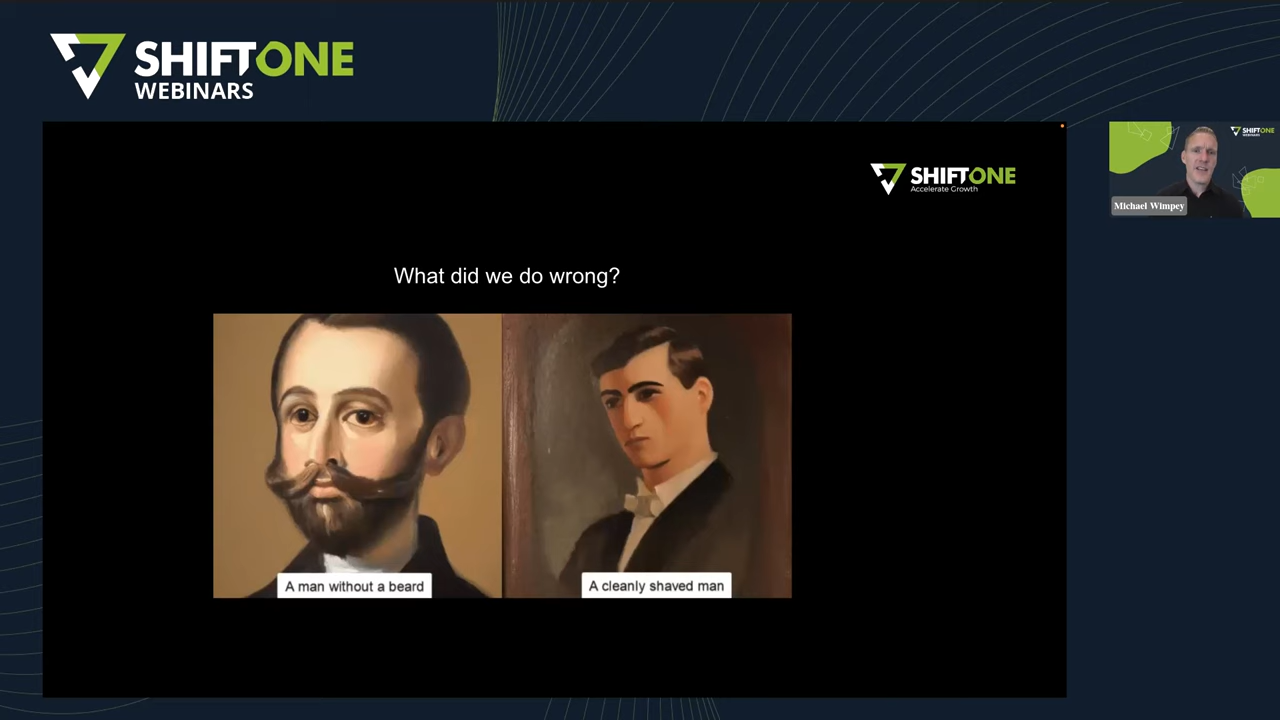 SHIFTONE
WEBINARS
SHIFTONE
Accelerate Growth
SHIFTONE
WEBINARS
Michael Wimpey
What did we do wrong?
A man without a beard
A cleanly shaved man